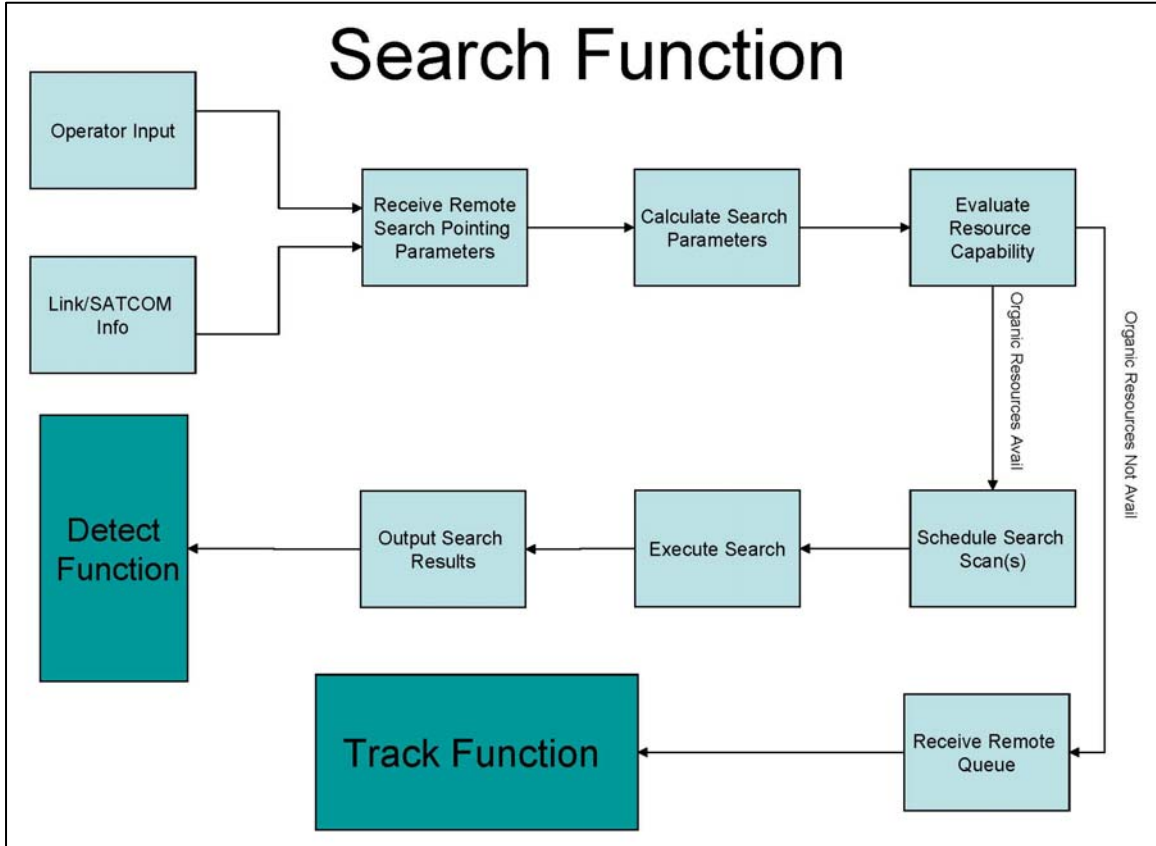 Search Function
Operator Input
Receive Remote
Search Pointing
Parameters
Calculate Search
Parameters
Evaluate
Resource
Capability
Link/SATCOM
Info
Organic Resources Avail
Organic Resources Not Avail
Detect
Function
Output Search
Results
Execute Search
Schedule Search
Scan(s)
Track Function
Receive Remote
Queue